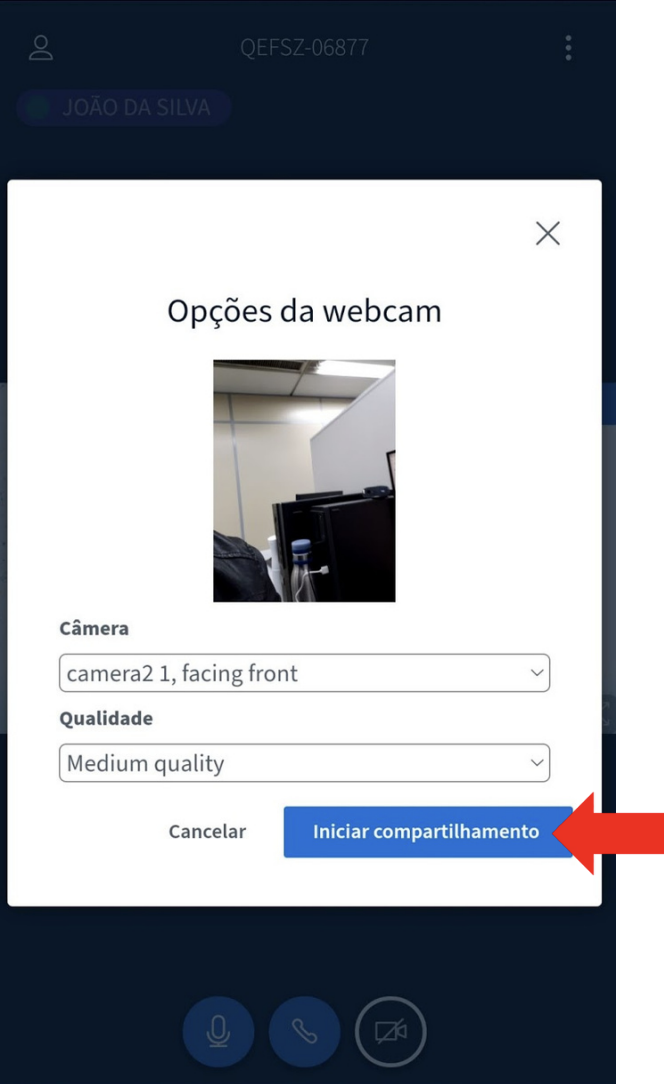 QEFSZ-06877
JOÃO DA SILVA
Opções da webcam
Câmera
camera2 1, facing front
Qualidade
Medium quality
Cancelar
Iniciar compartilhamento